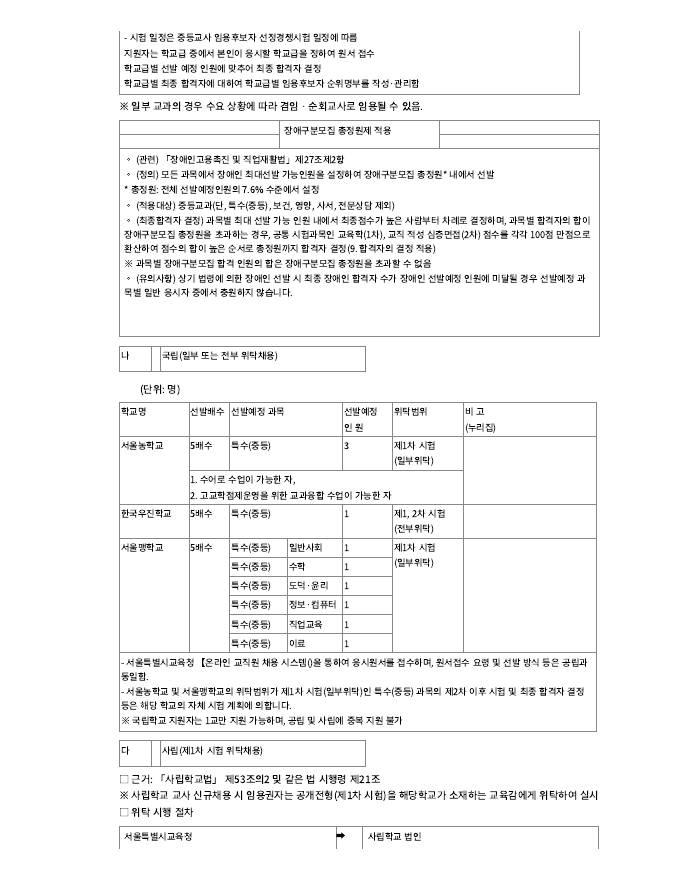 - 시험 일정은 중등교사 임용후보자 선정경쟁시험 일정에 따름
지원자는 학교급 중에서 본인이 응시할 학교급을 정하여 원서 접수
학교급별 선발 예정 인원에 맞추어 최종 합격자 결정
학교급별 최종 합격자에 대하여 학교급별 임용후보자 순위명부를 작성·관리함
※ 일부 교과의 경우 수요 상황에 따라 겸임ㆍ순회교사로 임용될 수 있음.
장애구분모집 총정원제 적용
◦ (관련) 「장애인고용촉진 및 직업재활법」제27조제2항
◦ (정의) 모든 과목에서 장애인 최대선발 가능인원을 설정하여 장애구분모집 총정원* 내에서 선발
* 총정원: 전체 선발예정인원의 7.6% 수준에서 설정
◦ (적용대상) 중등교과(단, 특수(중등), 보건, 영양, 사서, 전문상담 제외)
◦ (최종합격자 결정) 과목별 최대 선발 가능 인원 내에서 최종점수가 높은 사람부터 차례로 결정하며, 과목별 합격자의 합이
장애구분모집 총정원을 초과하는 경우, 공통 시험과목인 교육학(1차), 교직 적성 심층면접(2차) 점수를 각각 100점 만점으로
환산하여 점수의 합이 높은 순서로 총정원까지 합격자 결정(9. 합격자의 결정 적용)
※ 과목별 장애구분모집 합격 인원의 합은 장애구분모집 총정원을 초과할 수 없음
◦ (유의사항) 상기 법령에 의한 장애인 선발 시 최종 장애인 합격자 수가 장애인 선발예정 인원에 미달될 경우 선발예정 과
목별 일반 응시자 중에서 충원하지 않습니다.
나 국립(일부 또는 전부 위탁채용)
(단위: 명)
학교명 선발배수 선발예정 과목 선발예정 위탁범위 비 고
인 원 (누리집)
서울농학교 5배수 특수(중등) 3 제1차 시험
(일부위탁)
1. 수어로 수업이 가능한 자,
2. 고교학점제운영을 위한 교과융합 수업이 가능한 자
한국우진학교 5배수 특수(중등) 1 제1, 2차 시험
(전부위탁)
서울맹학교 5배수 특수(중등) 일반사회 1 제1차 시험
(일부위탁)
특수(중등) 수학 1
특수(중등) 도덕·윤리 1
특수(중등) 정보·컴퓨터 1
특수(중등) 직업교육 1
특수(중등) 이료 1
- 서울특별시교육청 【온라인 교직원 채용 시스템()을 통하여 응시원서를 접수하며, 원서접수 요령 및 선발 방식 등은 공립과
동일함.
- 서울농학교 및 서울맹학교의 위탁범위가 제1차 시험(일부위탁)인 특수(중등) 과목의 제2차 이후 시험 및 최종 합격자 결정
등은 해당 학교의 자체 시험 계획에 의합니다.
※ 국립학교 지원자는 1교만 지원 가능하며, 공립 및 사립에 중복 지원 불가
다 사립(제1차 시험 위탁채용)
□ 근거: 「사립학교법」 제53조의2 및 같은 법 시행령 제21조
※ 사립학교 교사 신규채용 시 임용권자는 공개전형(제1차 시험)을 해당학교가 소재하는 교육감에게 위탁하여 실시
□ 위탁 시행 절차
서울특별시교육청 ➡ 사립학교 법인